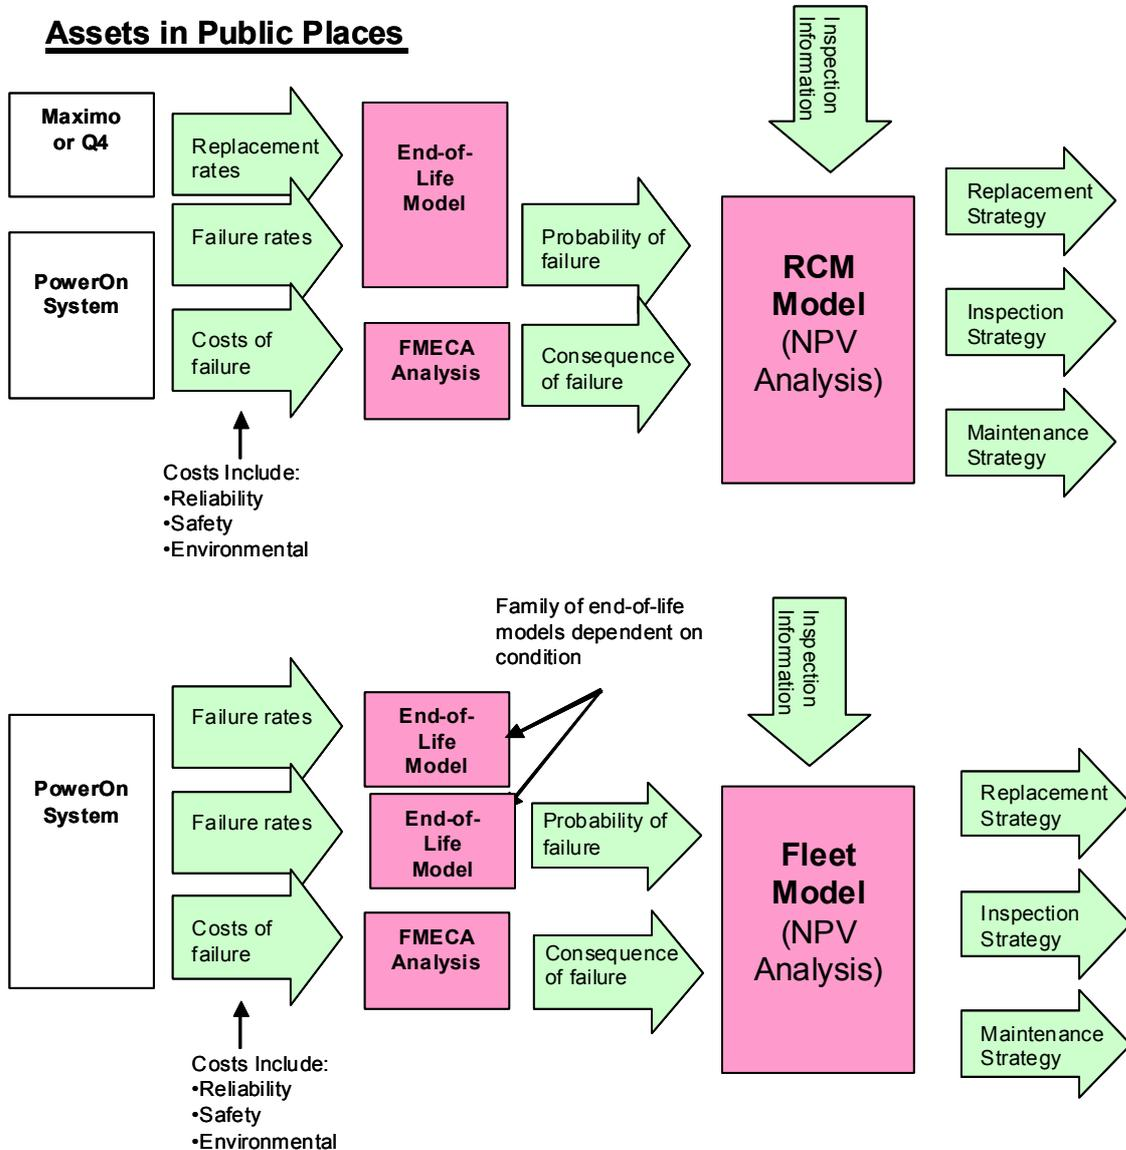 Assets in Public Places
Inspection
Information
Maximo
or Q4
Replacement
rates
End-of-
Life
Model
Replacement
Strategy
Failure rates
Probability of
failure
PowerOn
System
RCM
Model
(NPV
Analysis)
Inspection
Strategy
Costs of
failure
FMECA
Analysis
Consequence
of failure
Maintenance
Strategy
Costs Include:
•Reliability
•Safety
•Environmental
Family of end-of-life
models dependent on
condition
Inspection
Information
Failure rates
End-of-
Life
Model
PowerOn
System
Failure rates
End-of-
Life
Model
Probability of
failure
Replacement
Strategy
Fleet
Model
(NPV
Analysis)
Costs of
failure
FMECA
Analysis
Consequence
of failure
Inspection
Strategy
Maintenance
Strategy
Costs Include:
•Reliability
•Safety
•Environmental